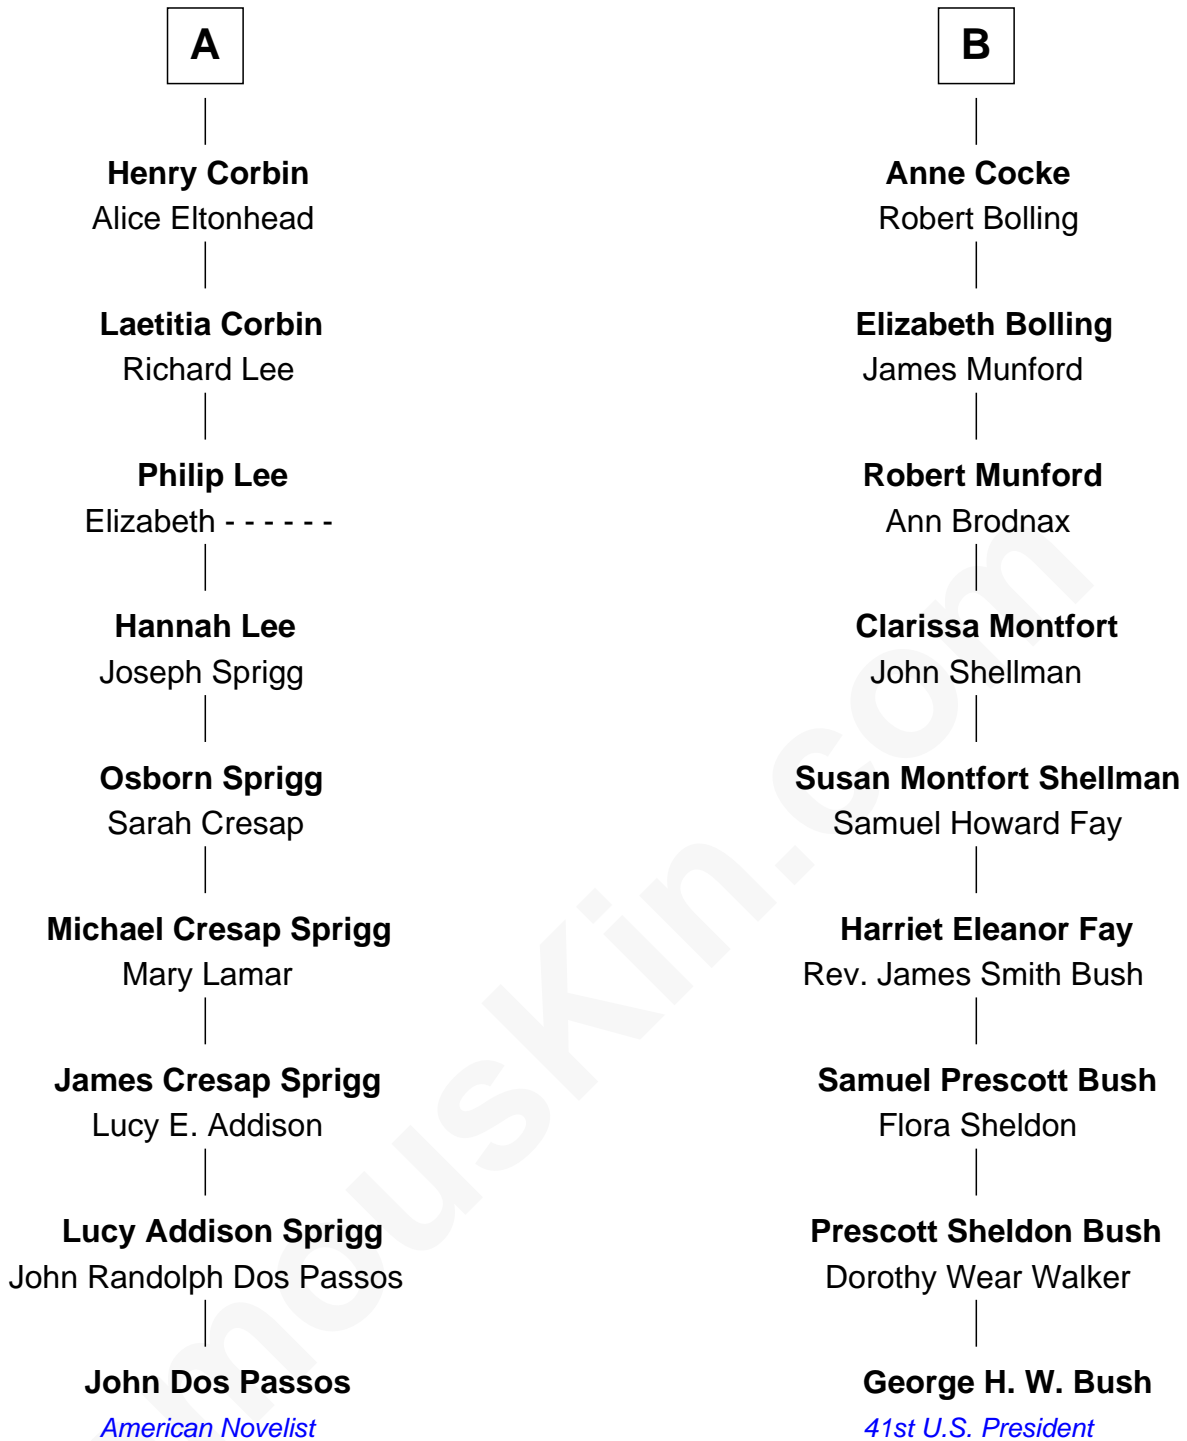 A
Henry Corbin
Alice Eltonhead
Laetitia Corbin
Richard Lee
Philip Lee
Elizabeth - - - - - -
Hannah Lee
Joseph Sprigg
Osborn Sprigg
Sarah Cresap
Michael Cresap Sprigg
Mary Lamar
James Cresap Sprigg
Lucy E. Addison
Lucy Addison Sprigg
John Randolph Dos Passos
John Dos Passos
American Novelist
B
Anne Cocke
Robert Bolling
Elizabeth Bolling
James Munford
Robert Munford
Ann Brodnax
Clarissa Montfort
John Shellman
Susan Montfort Shellman
Samuel Howard Fay
Harriet Eleanor Fay
Rev. James Smith Bush
Samuel Prescott Bush
Flora Sheldon
Prescott Sheldon Bush
Dorothy Wear Walker
George H. W. Bush
41st U.S. President
mousKin.com